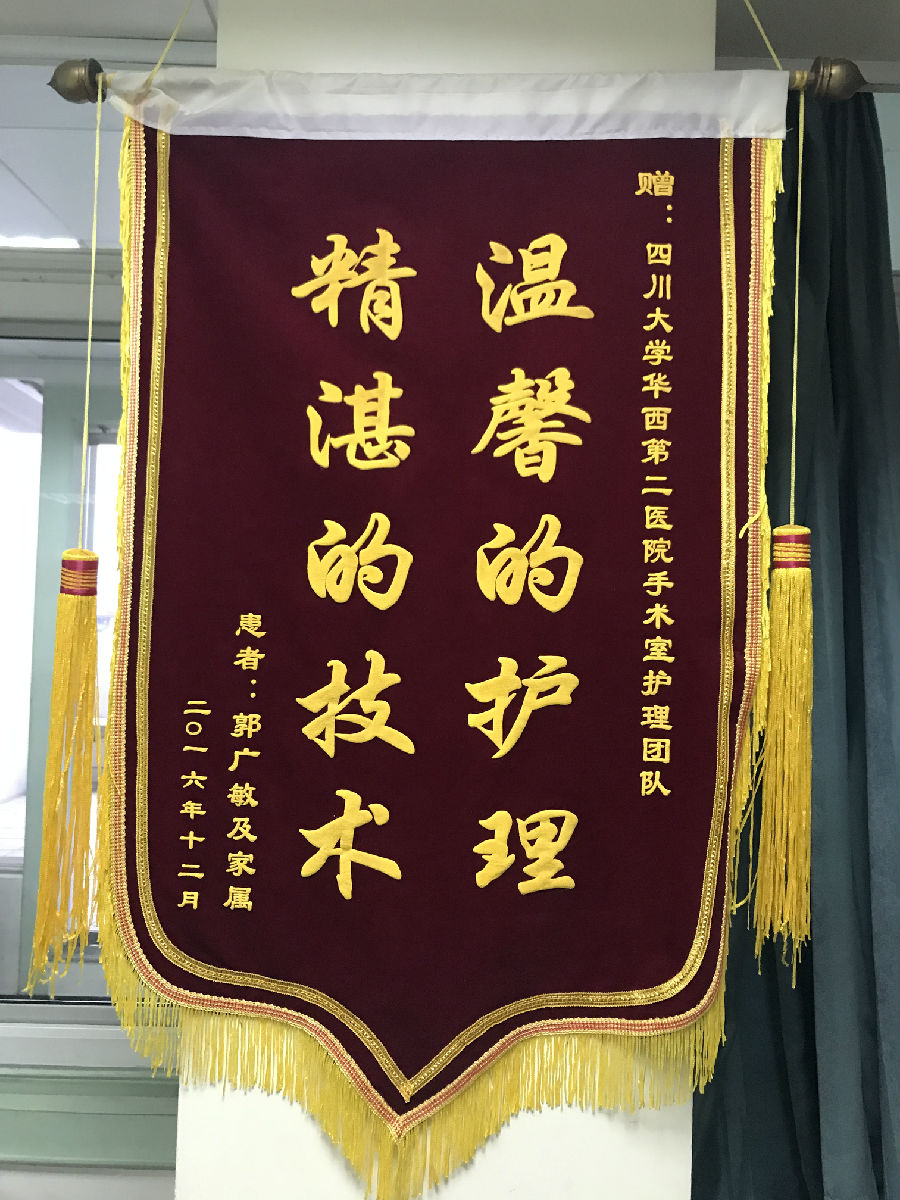 赠：四川大学华西第二医院手术室护理团队
温馨的护理
精湛的技术
患者：郭广敏及家属
二〇一六年十二月